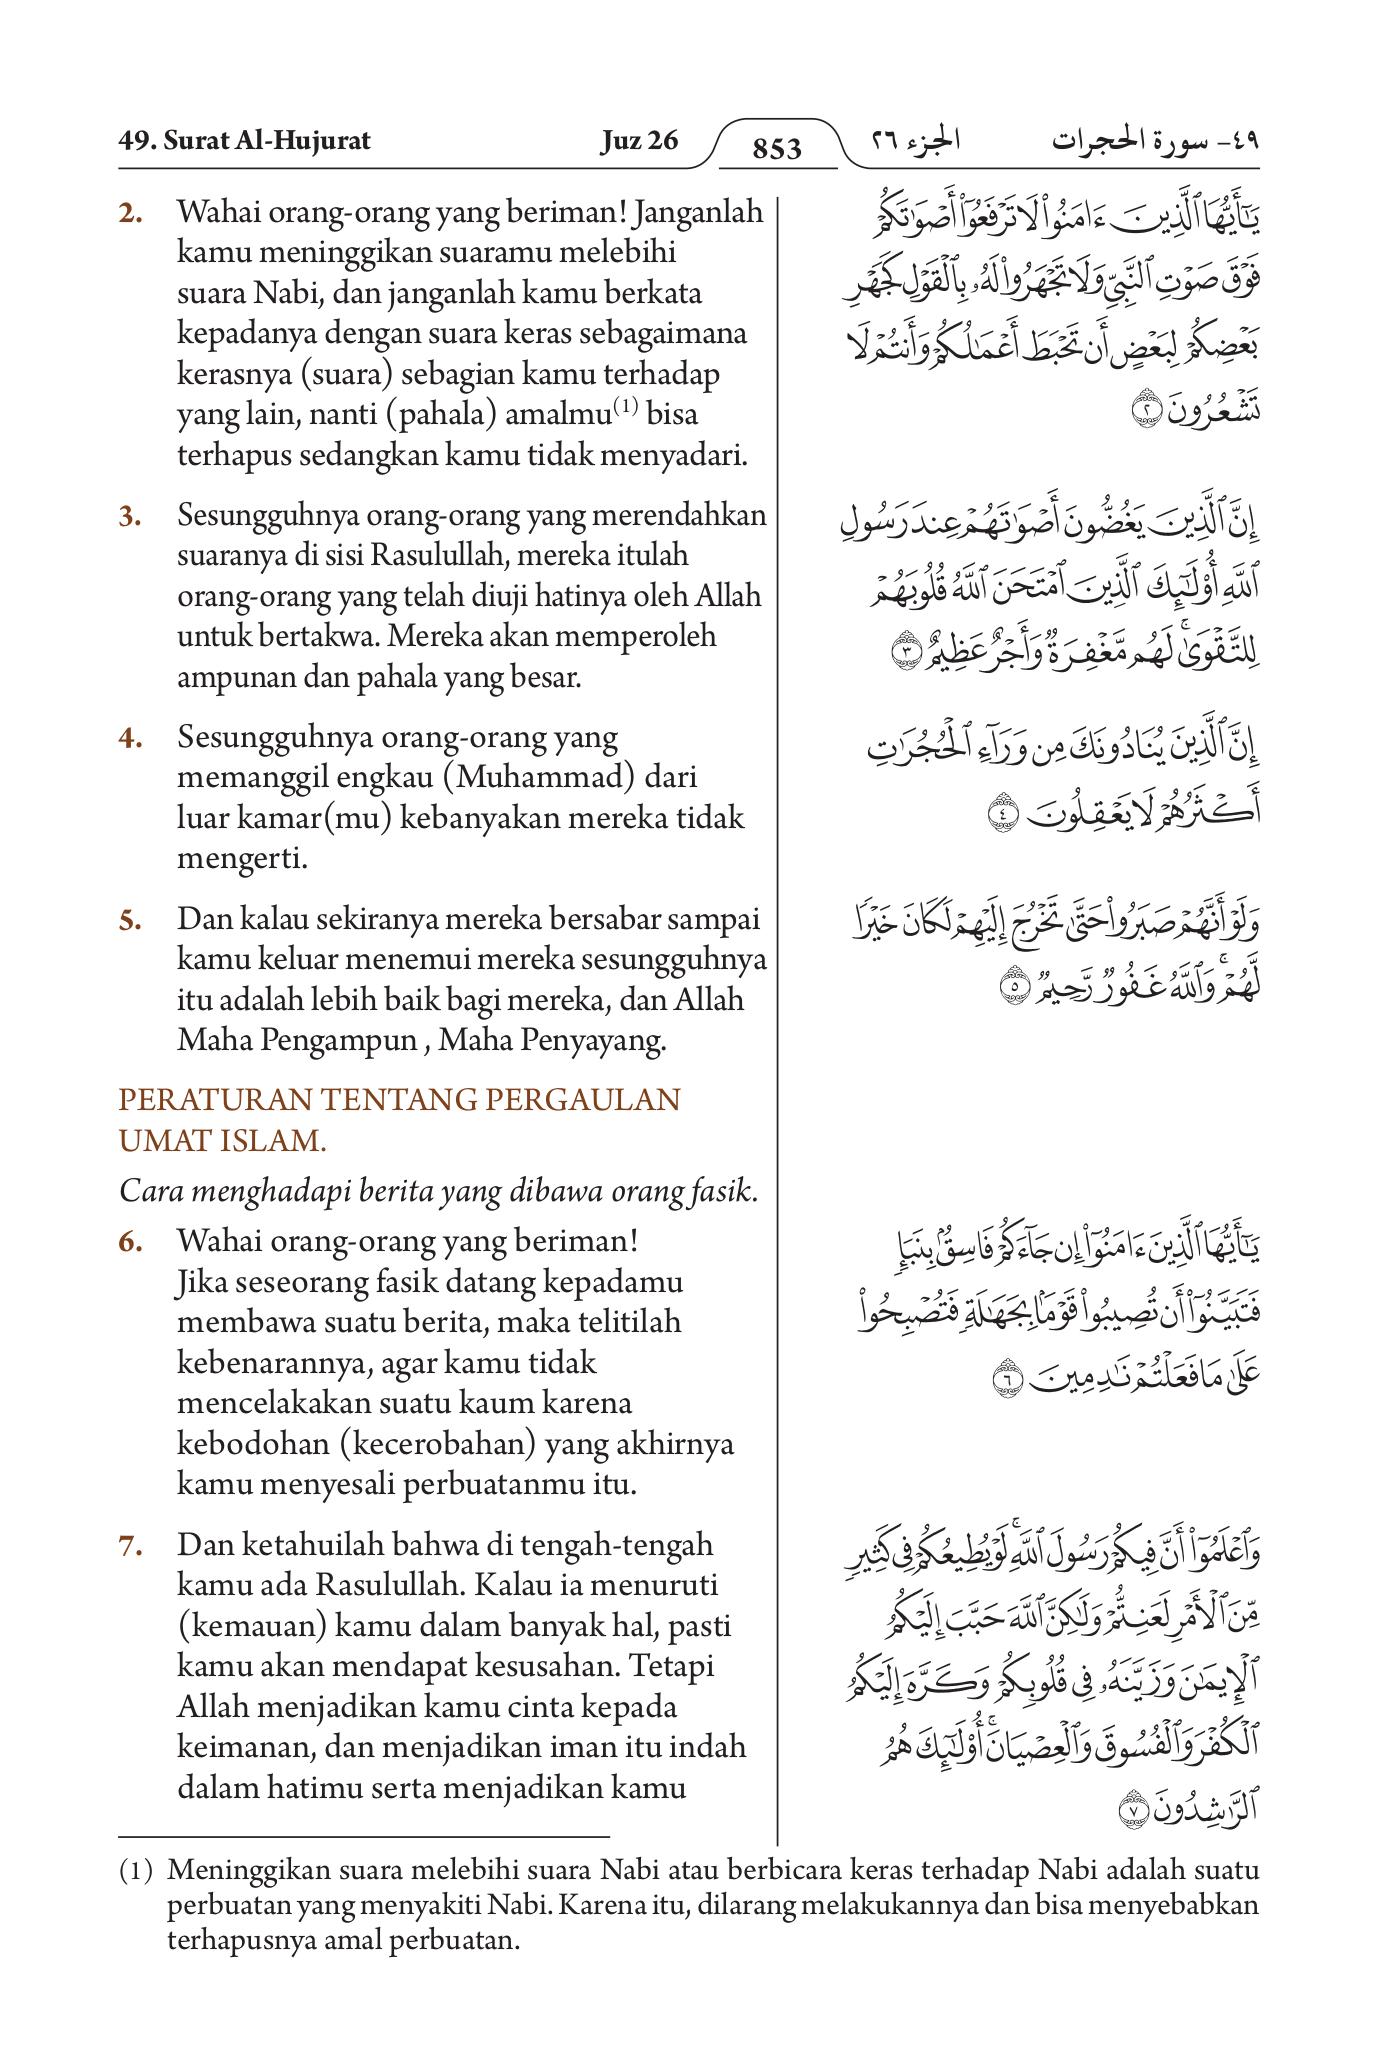 49. Surat Al-Hujurat
Juz 26
853
الجزء ٢٦
٤٩- سورة الحجرات
2. Wahai orang-orang yang beriman! Janganlah
kamu meninggikan suaramu melebihi
suara Nabi, dan janganlah kamu berkata
kepadanya dengan suara keras sebagaimana
kerasnya (suara) sebagian kamu terhadap
yang lain, nanti (pahala) amalmu(1) bisa
terhapus sedangkan kamu tidak menyadari.
3. Sesungguhnya orang-orang yang merendahkan
suaranya di sisi Rasulullah, mereka itulah
orang-orang yang telah diuji hatinya oleh Allah
untuk bertakwa. Mereka akan memperoleh
ampunan dan pahala yang besar.
4. Sesungguhnya orang-orang yang
memanggil engkau (Muhammad) dari
luar kamar(mu) kebanyakan mereka tidak
mengerti.
5. Dan kalau sekiranya mereka bersabar sampai
kamu keluar menemui mereka sesungguhnya
itu adalah lebih baik bagi mereka, dan Allah
Maha Pengampun , Maha Penyayang.
PERATURAN TENTANG PERGAULAN
UMAT ISLAM.
Cara menghadapi berita yang dibawa orang fasik.
6. Wahai orang-orang yang beriman!
Jika seseorang fasik datang kepadamu
membawa suatu berita, maka telitilah
kebenarannya, agar kamu tidak
mencelakakan suatu kaum karena
kebodohan (kecerobahan) yang akhirnya
kamu menyesali perbuatanmu itu.
7. Dan ketahuilah bahwa di tengah-tengah
kamu ada Rasulullah. Kalau ia menuruti
(kemauan) kamu dalam banyak hal, pasti
kamu akan mendapat kesusahan. Tetapi
Allah menjadikan kamu cinta kepada
keimanan, dan menjadikan iman itu indah
dalam hatimu serta menjadikan kamu
يَـٰٓأَيُّهَا ٱلَّذِينَ ءَامَنُوا۟ لَا تَرْفَعُوٓا۟ أَصْوَٰتَكُمْ
فَوْقَ صَوْتِ ٱلنَّبِىِّ وَلَا تَجْهَرُوا۟ لَهُۥ بِٱلْقَوْلِ كَجَهْرِ
بَعْضِكُمْ لِبَعْضٍ أَن تَحْبَطَ أَعْمَـٰلُكُمْ وَأَنتُمْ لَا
تَشْعُرُونَ ٢
إِنَّ ٱلَّذِينَ يَغُضُّونَ أَصْوَٰتَهُمْ عِندَ رَسُولِ
ٱللَّهِ أُو۟لَـٰٓئِكَ ٱلَّذِينَ ٱمْتَحَنَ ٱللَّهُ قُلُوبَهُمْ
لِلتَّقْوَىٰ ۚ لَهُم مَّغْفِرَةٌ وَأَجْرٌ عَظِيمٌ ٣
إِنَّ ٱلَّذِينَ يُنَادُونَكَ مِن وَرَآءِ ٱلْحُجُرَٰتِ
أَكْثَرُهُمْ لَا يَعْقِلُونَ ٤
وَلَوْ أَنَّهُمْ صَبَرُوا۟ حَتَّىٰ تَخْرُجَ إِلَيْهِمْ لَكَانَ خَيْرًا
لَّهُمْ ۚ وَٱللَّهُ غَفُورٌ رَّحِيمٌ ٥
يَـٰٓأَيُّهَا ٱلَّذِينَ ءَامَنُوٓا۟ إِن جَآءَكُمْ فَاسِقٌۢ بِنَبَإٍ
فَتَبَيَّنُوٓا۟ أَن تُصِيبُوا۟ قَوْمًۢا بِجَهَـٰلَةٍ فَتُصْبِحُوا۟
عَلَىٰ مَا فَعَلْتُمْ نَـٰدِمِينَ ٦
وَٱعْلَمُوٓا۟ أَنَّ فِيكُمْ رَسُولَ ٱللَّهِ ۚ لَوْ يُطِيعُكُمْ فِى كَثِيرٍ
مِّنَ ٱلْأَمْرِ لَعَنِتُّمْ وَلَـٰكِنَّ ٱللَّهَ حَبَّبَ إِلَيْكُمُ
ٱلْإِيمَـٰنَ وَزَيَّنَهُۥ فِى قُلُوبِكُمْ وَكَرَّهَ إِلَيْكُمُ
ٱلْكُفْرَ وَٱلْفُسُوقَ وَٱلْعِصْيَانَ ۚ أُو۟لَـٰٓئِكَ هُمُ
ٱلرَّٰشِدُونَ ٧
(1) Meninggikan suara melebihi suara Nabi atau berbicara keras terhadap Nabi adalah suatu
perbuatan yang menyakiti Nabi. Karena itu, dilarang melakukannya dan bisa menyebabkan
terhapusnya amal perbuatan.